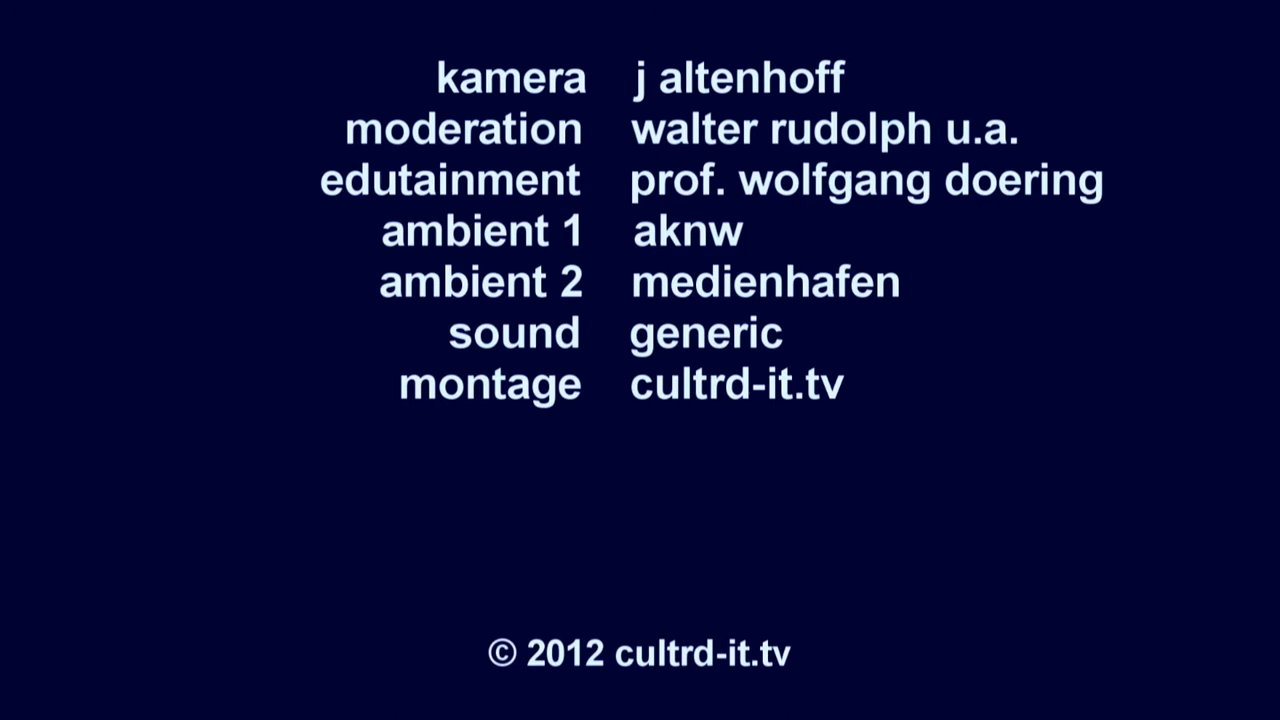 kamera j altenhoff
moderation walter rudolph u.a.
edutainment prof. wolfgang doering
ambient 1 aknw
ambient 2 medienhafen
sound generic
montage cultrd-it.tv
© 2012 cultrd-it.tv